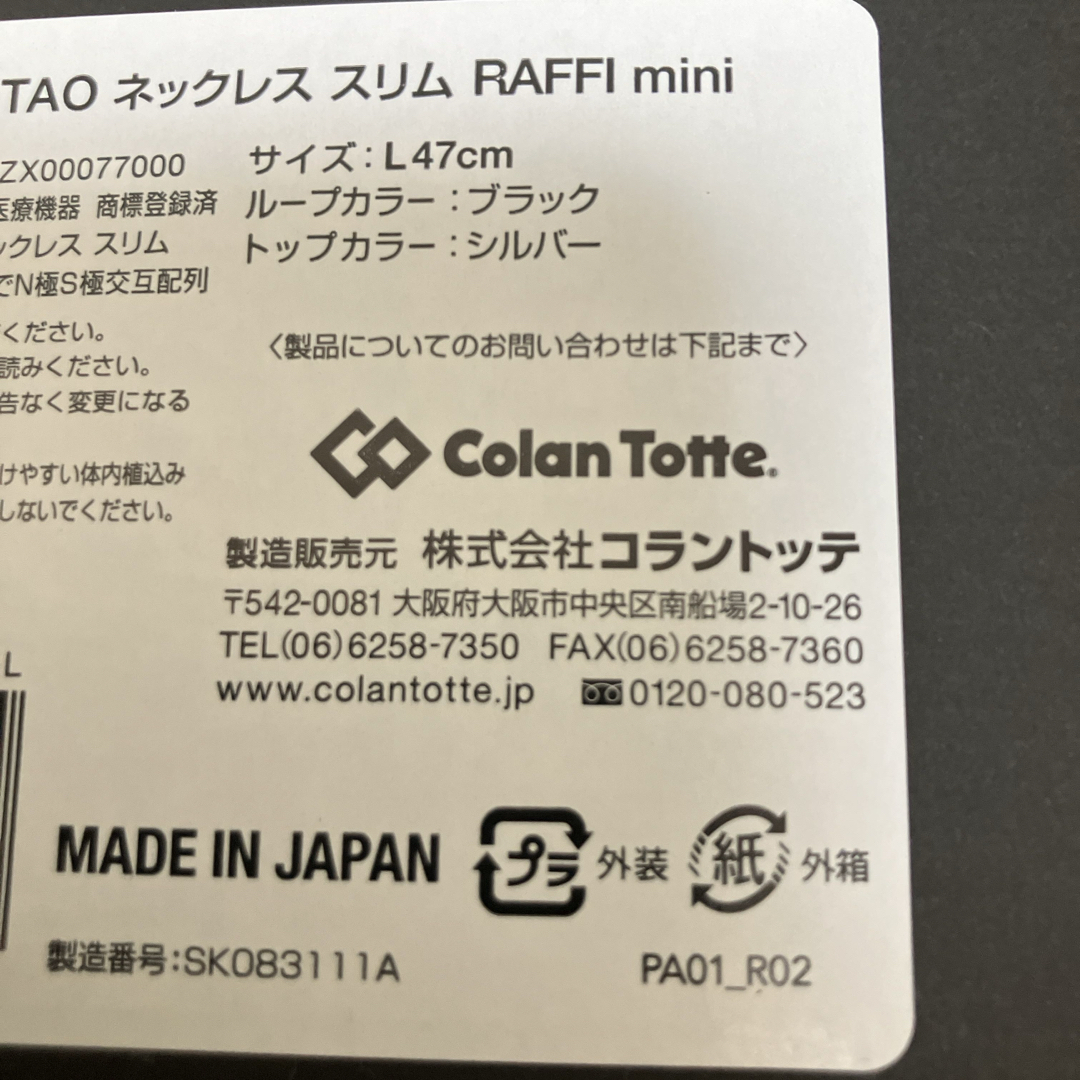 TAO ネックレス スリム RAFFI mini
ZX00077000
医療機器 商標登録済
ックレス スリム
でN極S極交互配列
ください。
読みください。
告なく変更になる
けやすい体内植込み
しないでください。
サイズ：L47cm
ループカラー：ブラック
トップカラー：シルバー
〈製品についてのお問い合わせは下記まで〉
Colan Totte®
製造販売元 株式会社コラントッテ
〒542-0081 大阪府大阪市中央区南船場2-10-26
TEL(06)6258-7350 FAX(06)6258-7360
www.colantotte.jp 0120-080-523
L
MADE IN JAPAN
プラ 外装 紙 外箱
製造番号：SK083111A
PA01_R02